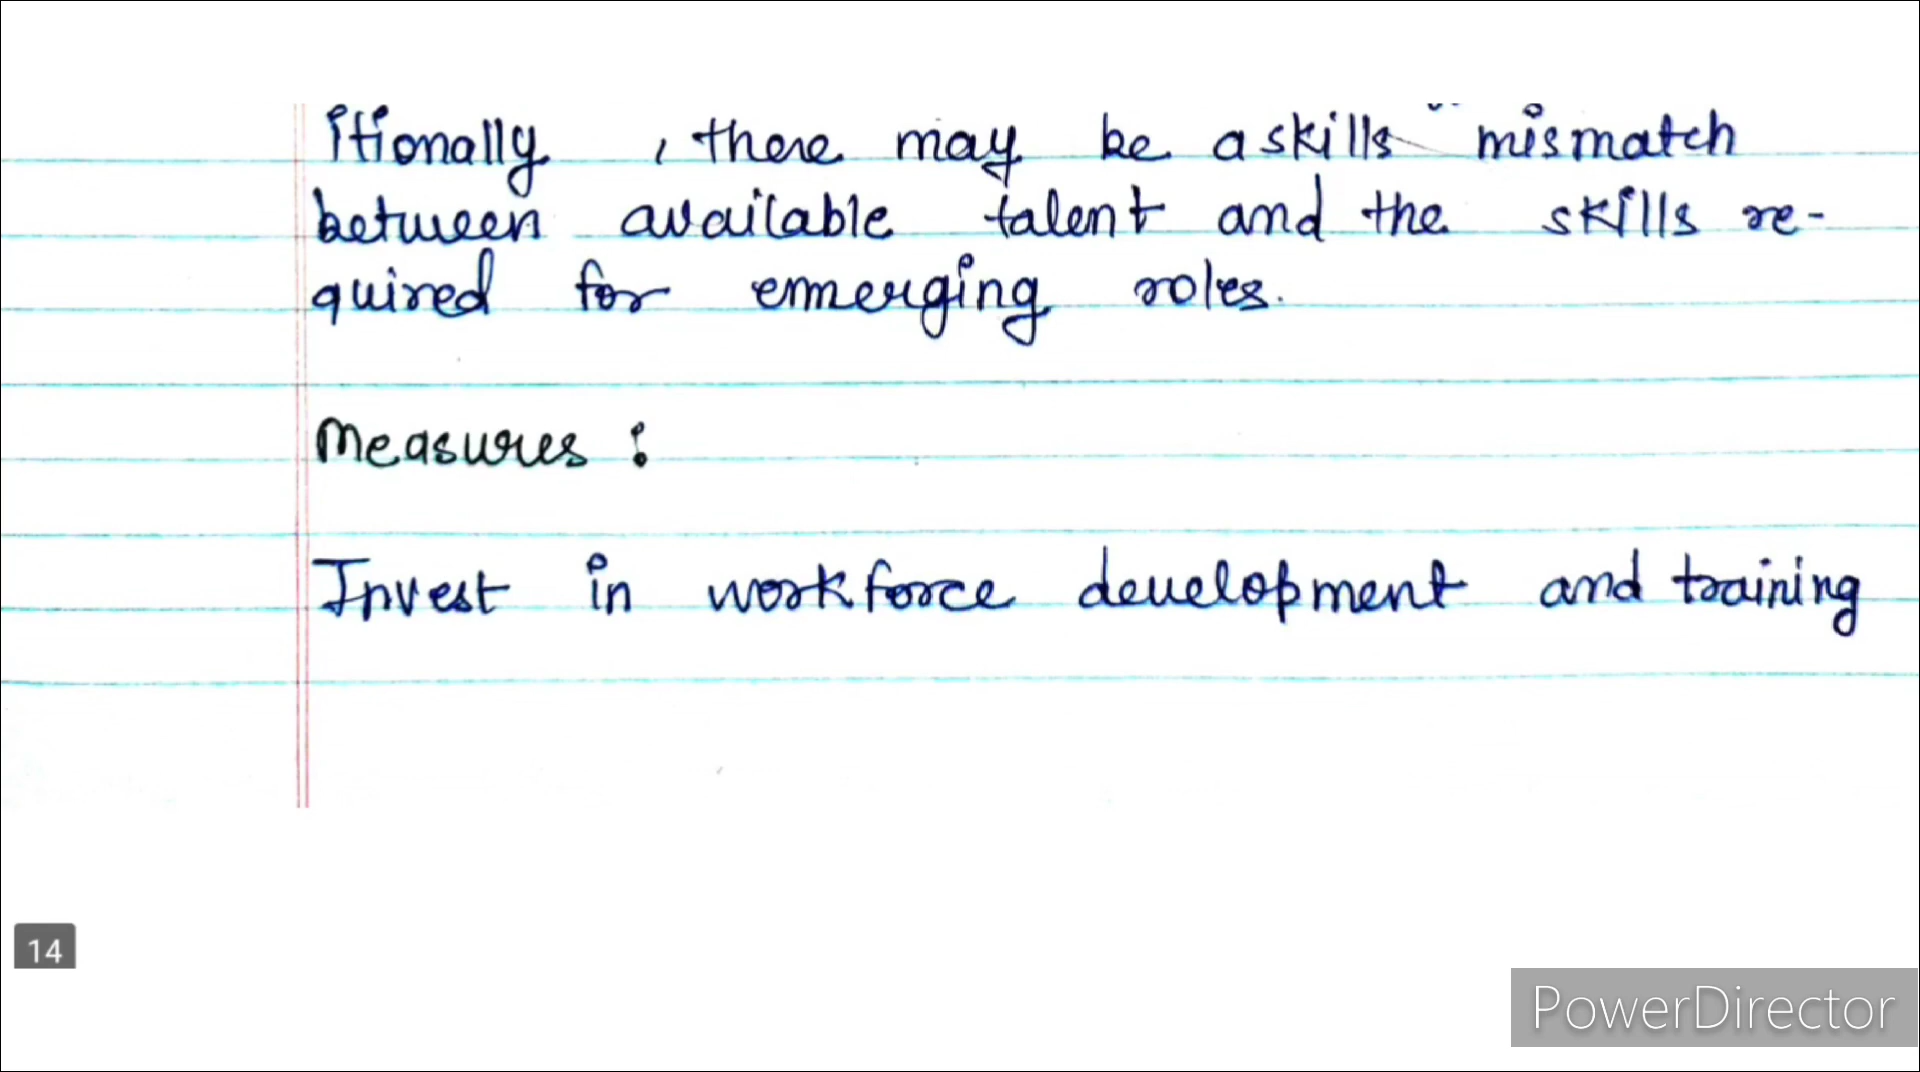 itionally , there may be a skills mismatch
between available talent and the skills re-
quired for emmerging roles.
Measures :
Invest in workforce development and training
14
PowerDirector